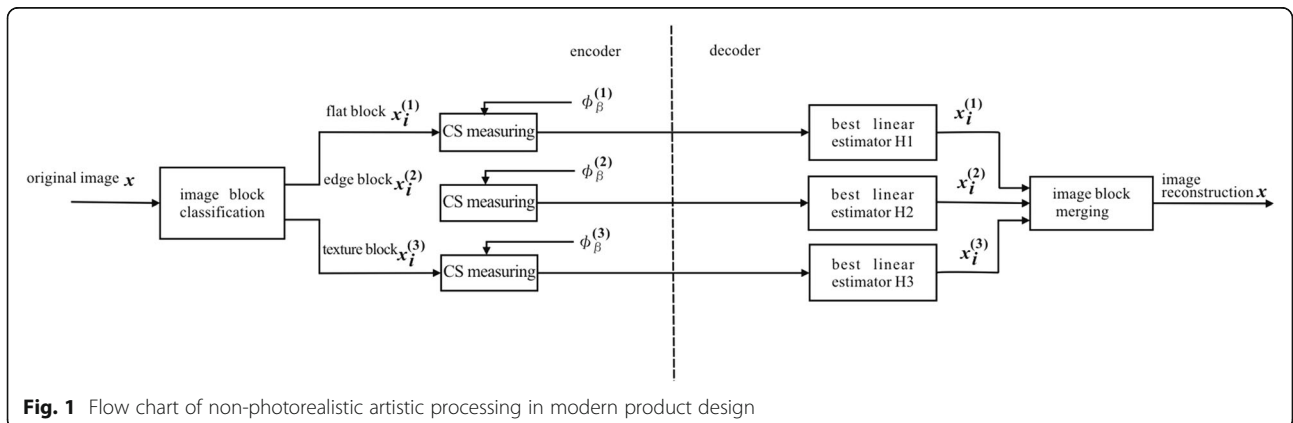 encoder
decoder
flat block x_i^(1)
ϕ_β^(1)
CS measuring
best linear
estimator H1
x_i^(1)
original image x
image block
classification
edge block x_i^(2)
ϕ_β^(2)
CS measuring
best linear
estimator H2
x_i^(2)
image block
merging
image
reconstruction x
texture block x_i^(3)
ϕ_β^(3)
CS measuring
best linear
estimator H3
x_i^(3)
Fig. 1 Flow chart of non-photorealistic artistic processing in modern product design